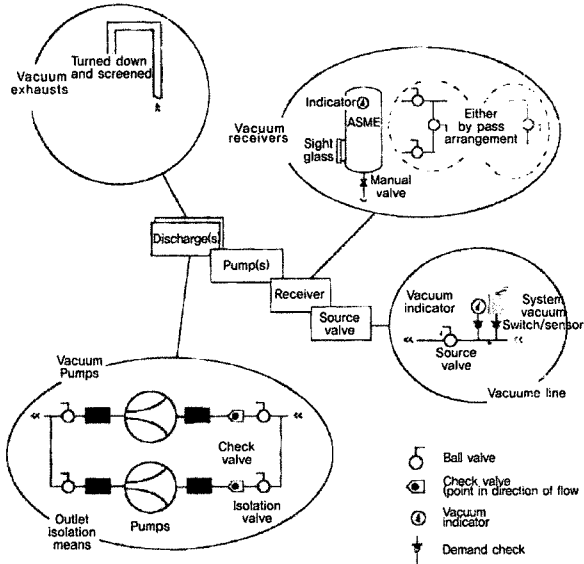 Vacuum
exhausts
Turned down
and screened
Vacuum
receivers
Indicator
ASME
Sight
glass
Manual
valve
Either
by pass
arrangement
Discharge(s)
Pump(s)
Receiver
Source
valve
Vacuum
indicator
System
vacuum
Switch/sensor
Source
valve
Vacuume line
Vacuum
Pumps
Check
valve
Isolation
valve
Pumps
Outlet
isolation
means
Ball valve
Check valve
(point in direction of flow
Vacuum
indicator
Demand check